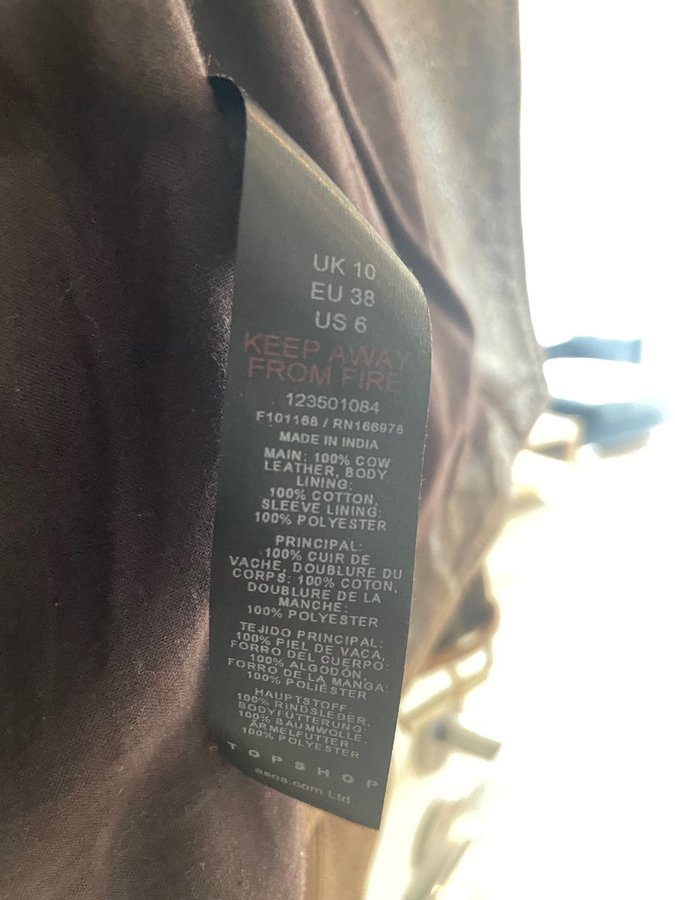 UK 10
EU 38
US 6
KEEP AWAY
FROM FIRE
123501084
F101168 / RN166978
MADE IN INDIA
MAIN: 100% COW
LEATHER, BODY
LINING:
100% COTTON,
SLEEVE LINING:
100% POLYESTER
PRINCIPAL:
100% CUIR DE
VACHE, DOUBLURE DU
CORPS: 100% COTON,
DOUBLURE DE LA
MANCHE:
100% POLYESTER
TEJIDO PRINCIPAL:
100% PIEL DE VACA,
FORRO DEL CUERPO:
100% ALGODÓN,
FORRO DE LA MANGA:
100% POLIÉSTER
HAUPTSTOFF:
100% RINDSLEDER,
BODYFÜTTERUNG:
100% BAUMWOLLE,
ÄRMELFUTTER:
100% POLYESTER
TOPSHOP
asos.com Ltd